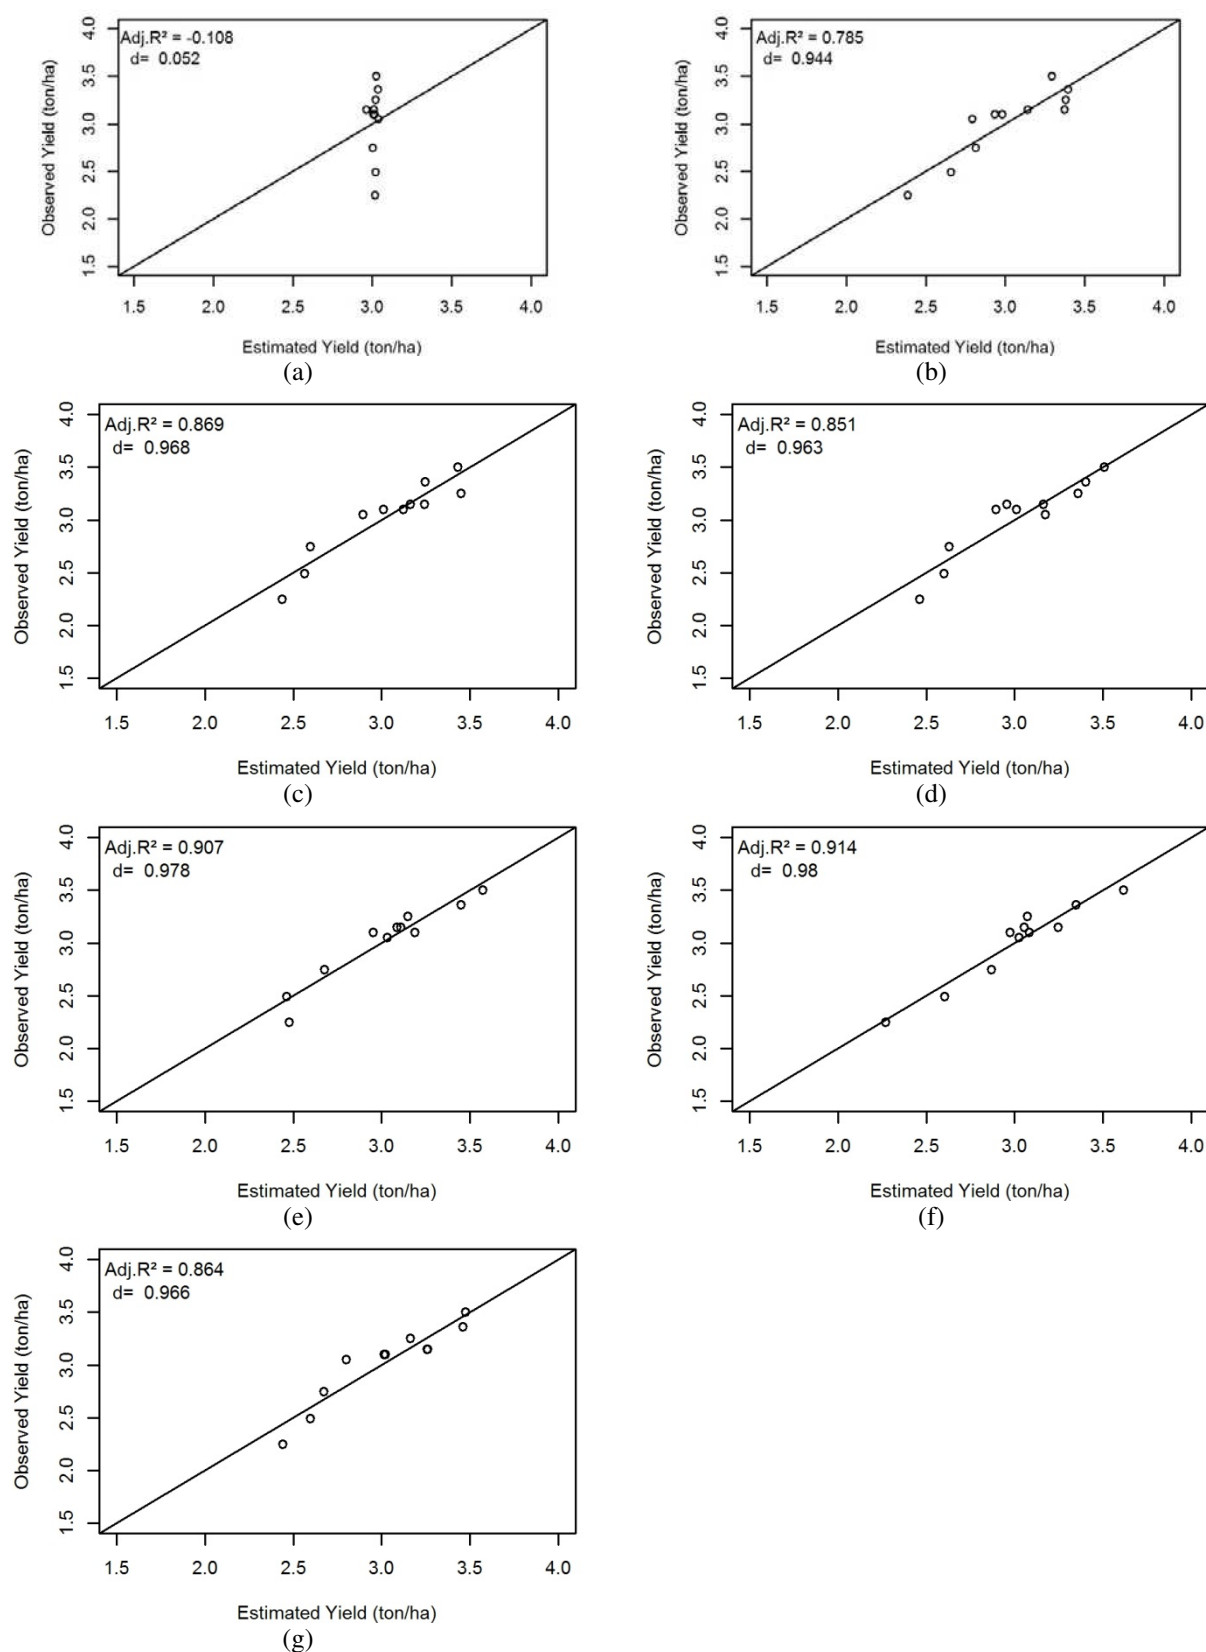 Adj.R² = -0.108
d= 0.052
Observed Yield (ton/ha)
1.5 2.0 2.5 3.0 3.5 4.0
1.5 2.0 2.5 3.0 3.5 4.0
Estimated Yield (ton/ha)
(a)
Adj.R² = 0.785
d= 0.944
Observed Yield (ton/ha)
1.5 2.0 2.5 3.0 3.5 4.0
1.5 2.0 2.5 3.0 3.5 4.0
Estimated Yield (ton/ha)
(b)
Adj.R² = 0.869
d= 0.968
Observed Yield (ton/ha)
1.5 2.0 2.5 3.0 3.5 4.0
1.5 2.0 2.5 3.0 3.5 4.0
Estimated Yield (ton/ha)
(c)
Adj.R² = 0.851
d= 0.963
Observed Yield (ton/ha)
1.5 2.0 2.5 3.0 3.5 4.0
1.5 2.0 2.5 3.0 3.5 4.0
Estimated Yield (ton/ha)
(d)
Adj.R² = 0.907
d= 0.978
Observed Yield (ton/ha)
1.5 2.0 2.5 3.0 3.5 4.0
1.5 2.0 2.5 3.0 3.5 4.0
Estimated Yield (ton/ha)
(e)
Adj.R² = 0.914
d= 0.98
Observed Yield (ton/ha)
1.5 2.0 2.5 3.0 3.5 4.0
1.5 2.0 2.5 3.0 3.5 4.0
Estimated Yield (ton/ha)
(f)
Adj.R² = 0.864
d= 0.966
Observed Yield (ton/ha)
1.5 2.0 2.5 3.0 3.5 4.0
1.5 2.0 2.5 3.0 3.5 4.0
Estimated Yield (ton/ha)
(g)